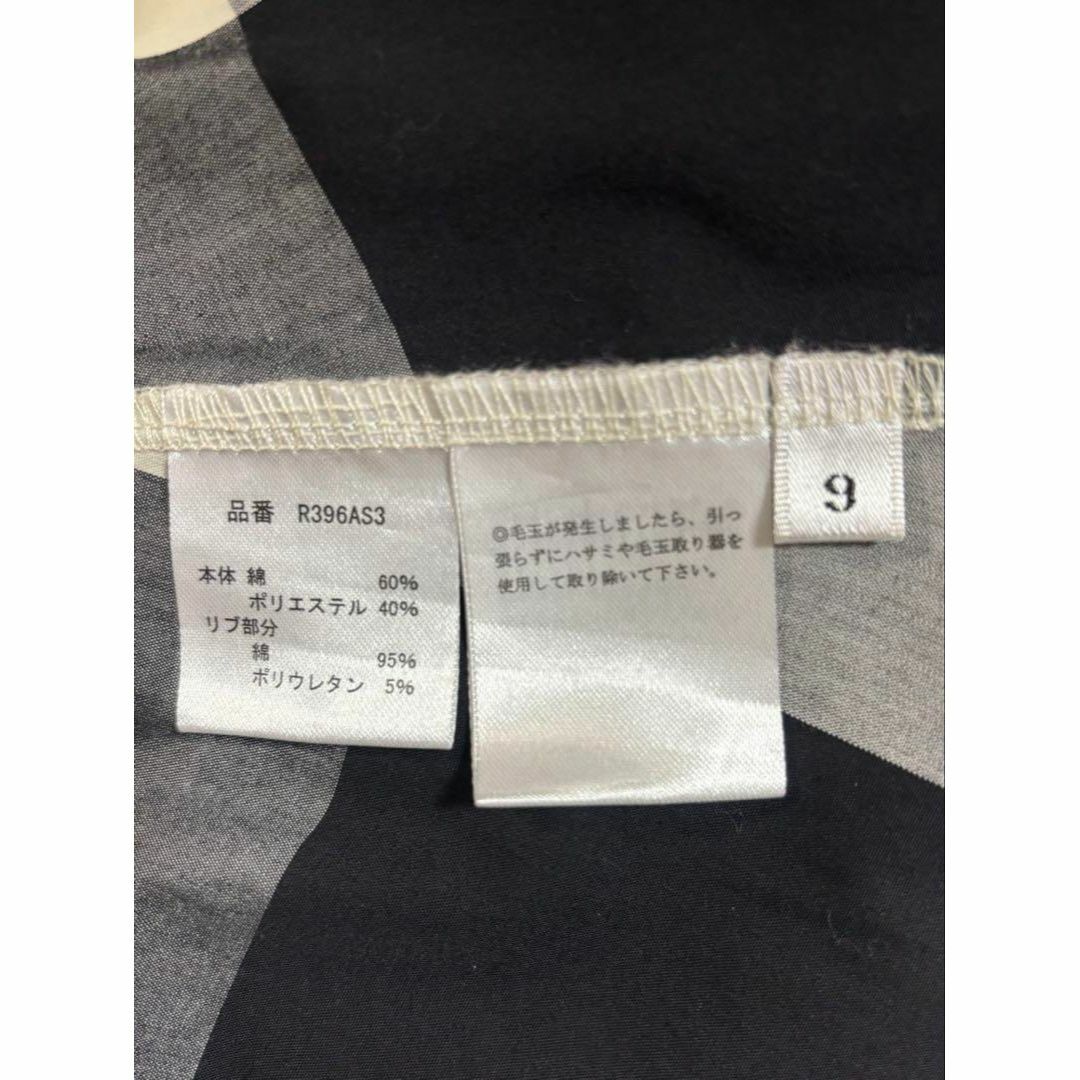 品番 R396AS3
本体 綿 60%
ポリエステル 40%
リブ部分
綿 95%
ポリウレタン 5%
◎毛玉が発生しましたら、引っ
張らずにハサミや毛玉取り器を
使用して取り除いて下さい。
9